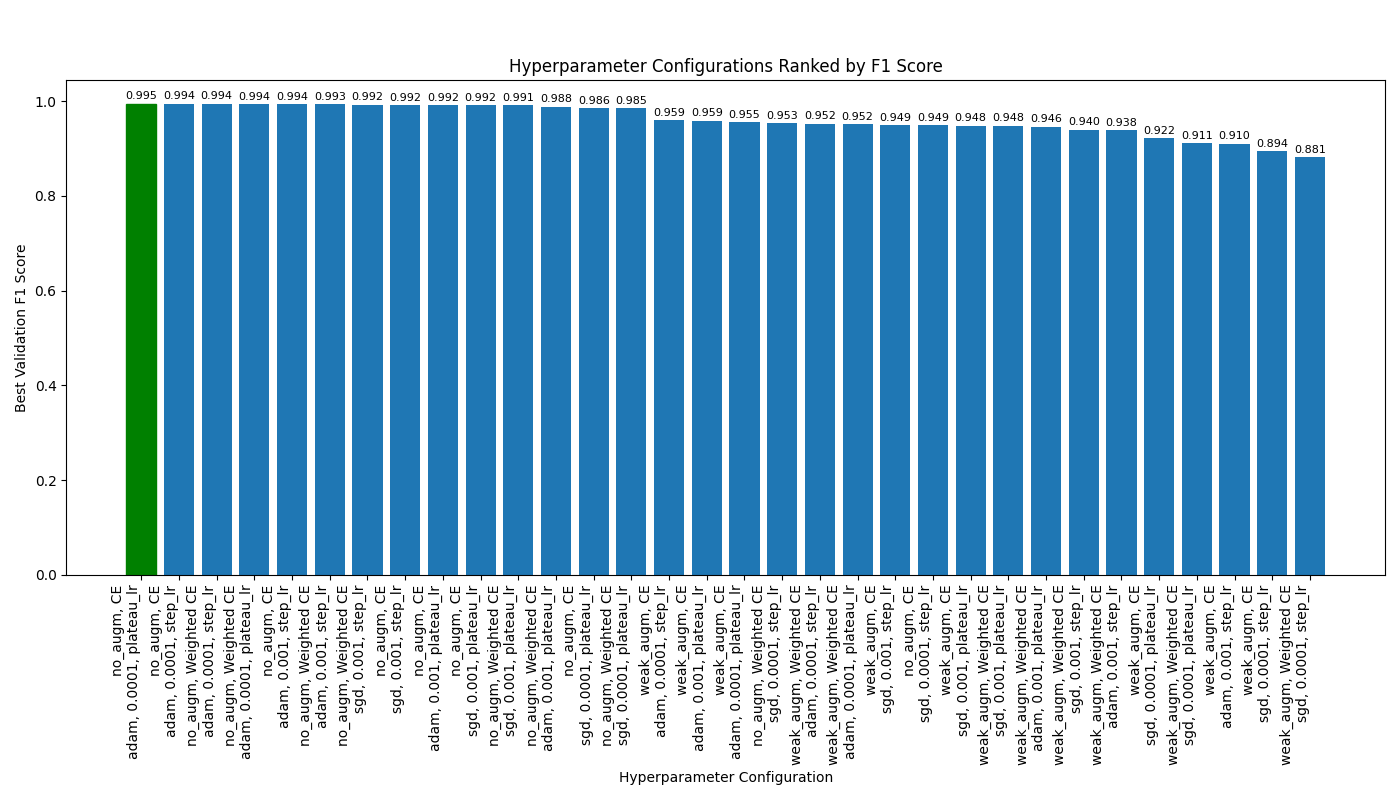 Hyperparameter Configurations Ranked by F1 Score
Best Validation F1 Score
1.0
0.8
0.6
0.4
0.2
0.0
0.995
0.994
0.994
0.994
0.994
0.993
0.992
0.992
0.992
0.992
0.991
0.988
0.986
0.985
0.959
0.959
0.955
0.953
0.952
0.952
0.949
0.949
0.948
0.948
0.946
0.940
0.938
0.922
0.911
0.910
0.894
0.881
no_augm, CE
adam, 0.0001, plateau_lr
no_augm, CE
adam, 0.0001, step_lr
no_augm, Weighted CE
adam, 0.0001, step_lr
no_augm, Weighted CE
adam, 0.0001, plateau_lr
no_augm, CE
adam, 0.001, step_lr
no_augm, Weighted CE
adam, 0.001, step_lr
no_augm, Weighted CE
sgd, 0.001, step_lr
no_augm, CE
sgd, 0.001, step_lr
no_augm, CE
adam, 0.001, plateau_lr
no_augm, CE
sgd, 0.001, plateau_lr
no_augm, Weighted CE
sgd, 0.001, plateau_lr
no_augm, Weighted CE
adam, 0.001, plateau_lr
no_augm, CE
sgd, 0.0001, plateau_lr
no_augm, Weighted CE
sgd, 0.0001, plateau_lr
weak_augm, CE
adam, 0.0001, step_lr
weak_augm, CE
adam, 0.001, plateau_lr
weak_augm, CE
adam, 0.0001, plateau_lr
no_augm, Weighted CE
sgd, 0.0001, step_lr
weak_augm, Weighted CE
adam, 0.0001, step_lr
weak_augm, Weighted CE
adam, 0.0001, plateau_lr
weak_augm, CE
sgd, 0.001, step_lr
no_augm, CE
sgd, 0.0001, step_lr
weak_augm, CE
sgd, 0.001, plateau_lr
weak_augm, Weighted CE
sgd, 0.001, plateau_lr
weak_augm, Weighted CE
adam, 0.001, plateau_lr
weak_augm, Weighted CE
sgd, 0.001, step_lr
weak_augm, Weighted CE
adam, 0.001, step_lr
weak_augm, CE
sgd, 0.0001, plateau_lr
weak_augm, Weighted CE
sgd, 0.0001, plateau_lr
weak_augm, CE
adam, 0.001, step_lr
weak_augm, CE
sgd, 0.0001, step_lr
weak_augm, Weighted CE
sgd, 0.0001, step_lr
Hyperparameter Configuration